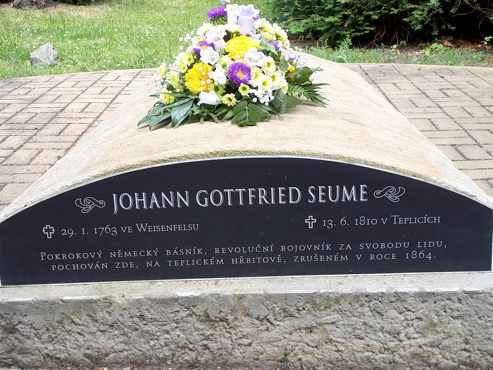 JOHANN GOTTFRIED SEUME
29. 1. 1763 VE WEISENFELSU 13. 6. 1810 V TEPLICÍCH
POKROKOVÝ NĚMECKÝ BÁSNÍK, REVOLUČNÍ BOJOVNÍK ZA SVOBODU LIDU,
POCHOVÁN ZDE, NA TEPLICKÉM HŘBITOVĚ, ZRUŠENÉM V ROCE 1864.